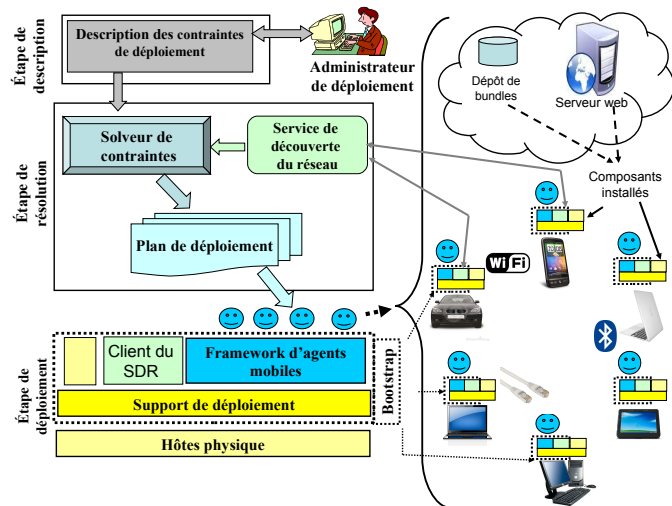 Étape de
description
Description des contraintes
de déploiement
Administrateur
de déploiement
Étape de
résolution
Solveur de
contraintes
Service de
découverte
du réseau
Plan de déploiement
Étape de
déploiement
Client du
SDR
Framework d'agents
mobiles
Support de déploiement
Bootstrap
Hôtes physique
Dépôt de
bundles
Serveur web
Composants
installés
Wi Fi